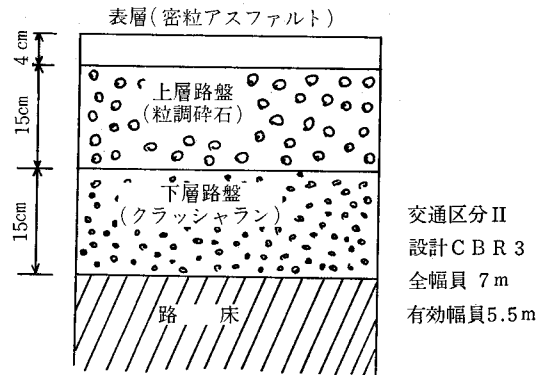 表層(密粒アスファルト)
4cm
上層路盤
(粒調砕石)
15cm
下層路盤
(クラッシャラン)
15cm
路床
交通区分II
設計CBR3
全幅員 7m
有効幅員5.5m